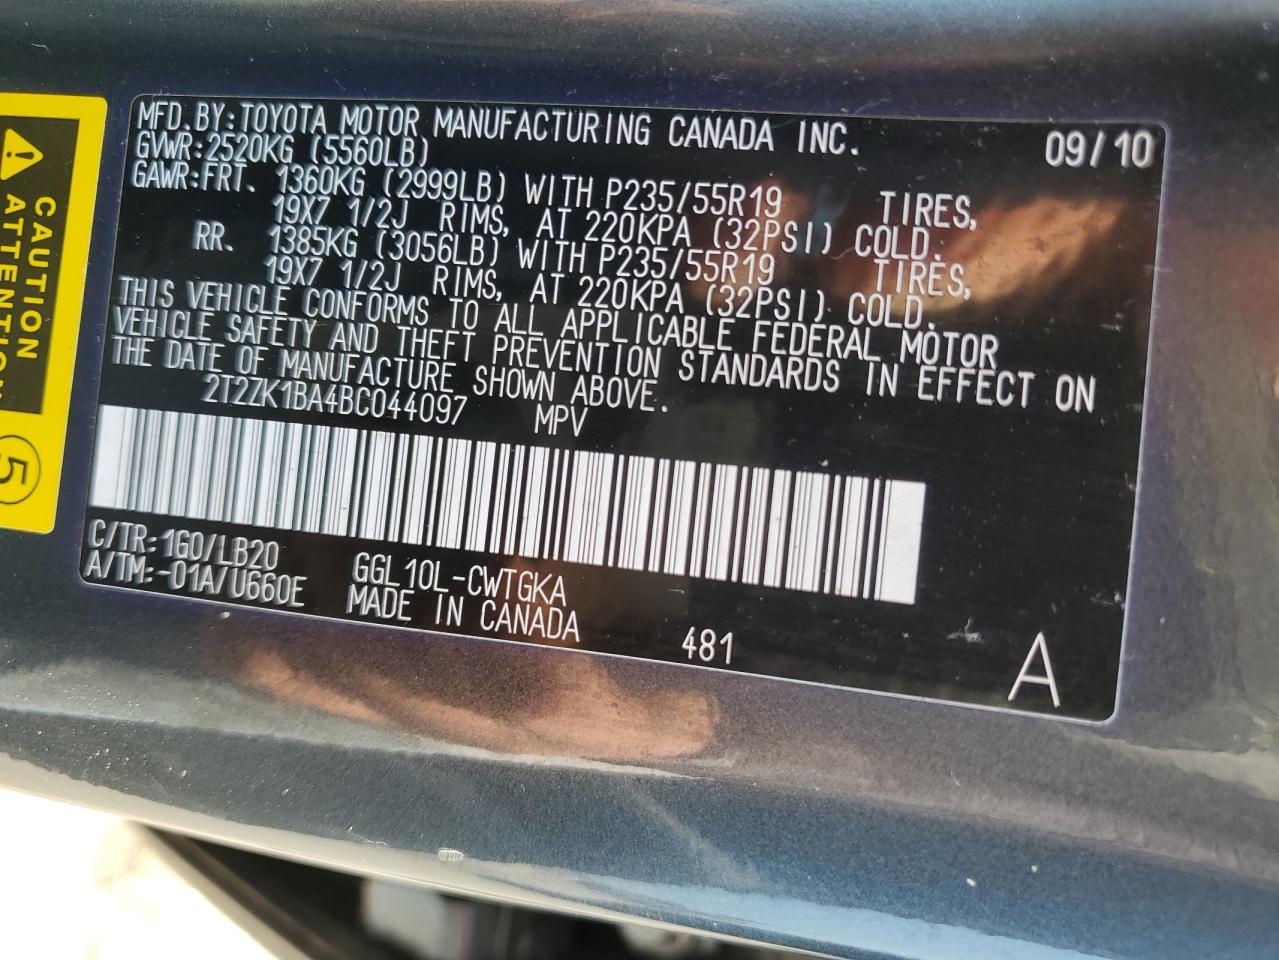 MFD.BY:TOYOTA MOTOR MANUFACTURING CANADA INC. 09/10
GVWR:2520KG (5560LB)
GAWR:FRT. 1360KG (2999LB) WITH P235/55R19 TIRES,
19X7 1/2J RIMS, AT 220KPA (32PSI) COLD.
RR. 1385KG (3056LB) WITH P235/55R19 TIRES,
19X7 1/2J RIMS, AT 220KPA (32PSI) COLD.
THIS VEHICLE CONFORMS TO ALL APPLICABLE FEDERAL MOTOR
VEHICLE SAFETY AND THEFT PREVENTION STANDARDS IN EFFECT ON
THE DATE OF MANUFACTURE SHOWN ABOVE.
2T2ZK1BA4BC044097 MPV
C/TR:1G0/LB20 GGL10L-CWTGKA
A/TM:-01A/U660E MADE IN CANADA
481
A
CAUTION
ATTENTION
5